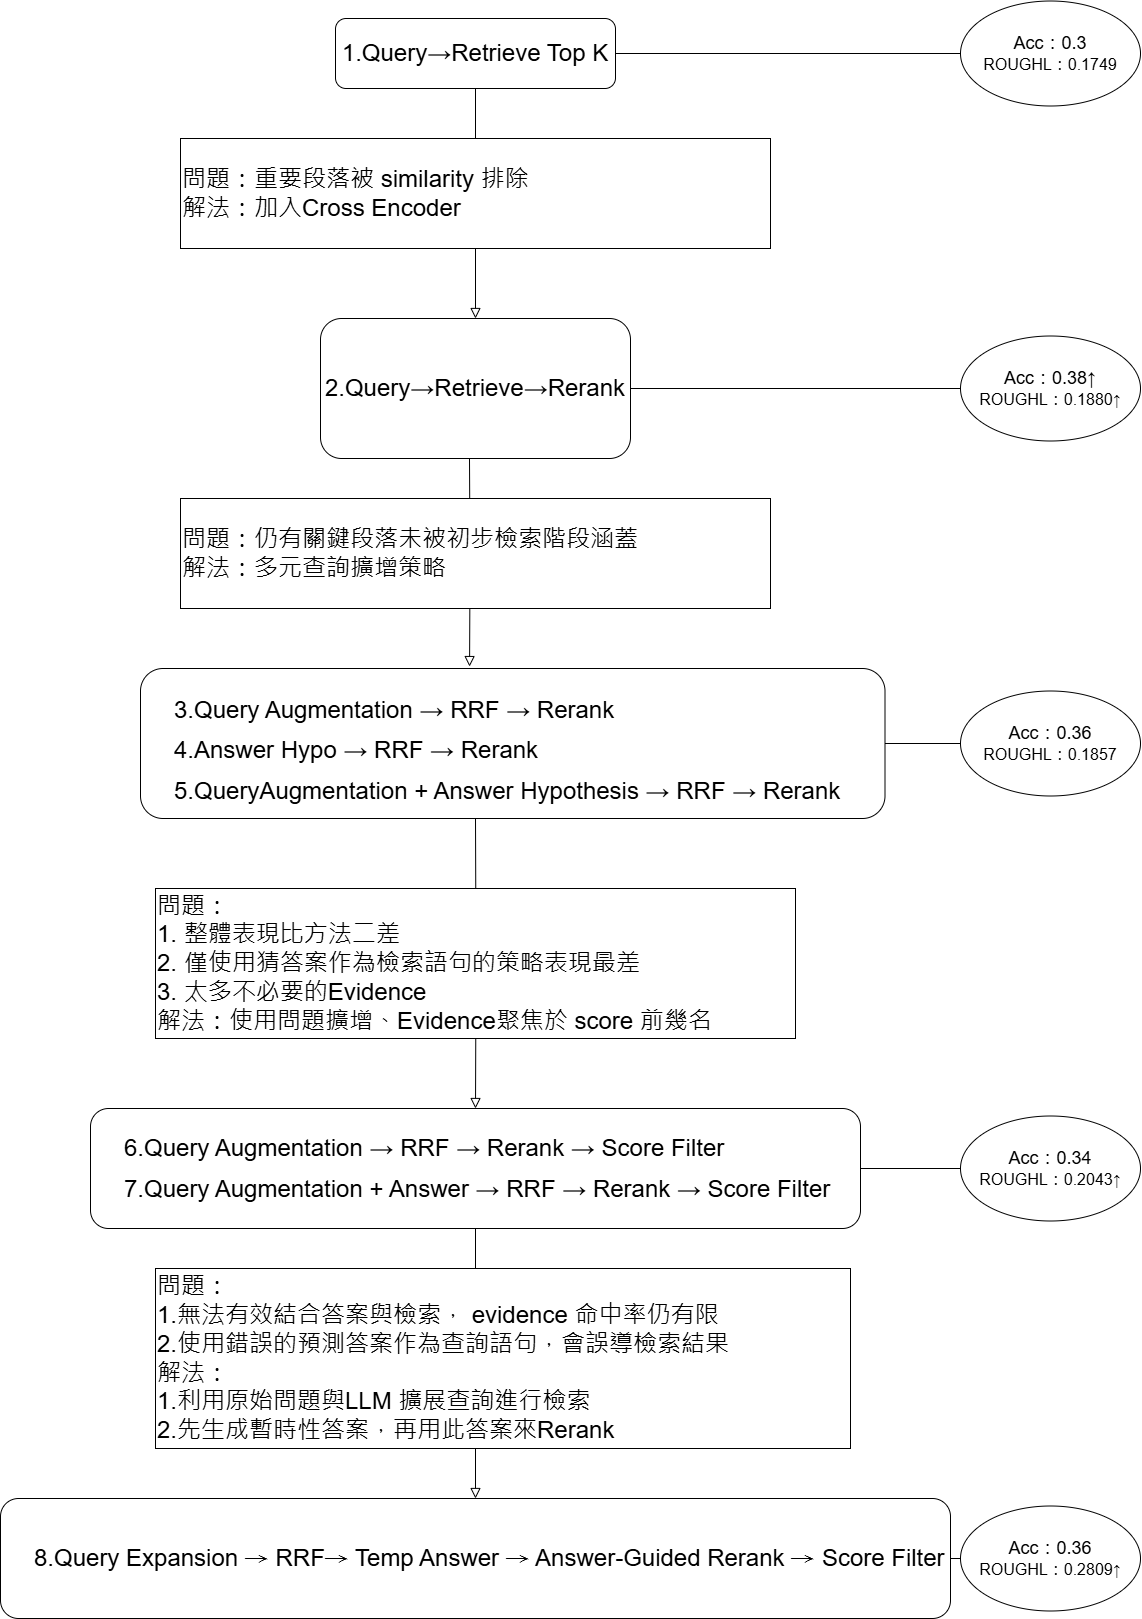 1.Query→Retrieve Top K
Acc：0.3
ROUGHL：0.1749
問題：重要段落被 similarity 排除
解法：加入Cross Encoder
2.Query→Retrieve→Rerank
Acc：0.38↑
ROUGHL：0.1880↑
問題：仍有關鍵段落未被初步檢索階段涵蓋
解法：多元查詢擴增策略
3.Query Augmentation → RRF → Rerank
4.Answer Hypo → RRF → Rerank
5.QueryAugmentation + Answer Hypothesis → RRF → Rerank
Acc：0.36
ROUGHL：0.1857
問題：
1. 整體表現比方法二差
2. 僅使用猜答案作為檢索語句的策略表現最差
3. 太多不必要的Evidence
解法：使用問題擴增、Evidence聚焦於 score 前幾名
6.Query Augmentation → RRF → Rerank → Score Filter
7.Query Augmentation + Answer → RRF → Rerank → Score Filter
Acc：0.34
ROUGHL：0.2043↑
問題：
1.無法有效結合答案與檢索， evidence 命中率仍有限
2.使用錯誤的預測答案作為查詢語句，會誤導檢索結果
解法：
1.利用原始問題與LLM 擴展查詢進行檢索
2.先生成暫時性答案，再用此答案來Rerank
8.Query Expansion → RRF→ Temp Answer → Answer-Guided Rerank → Score Filter
Acc：0.36
ROUGHL：0.2809↑